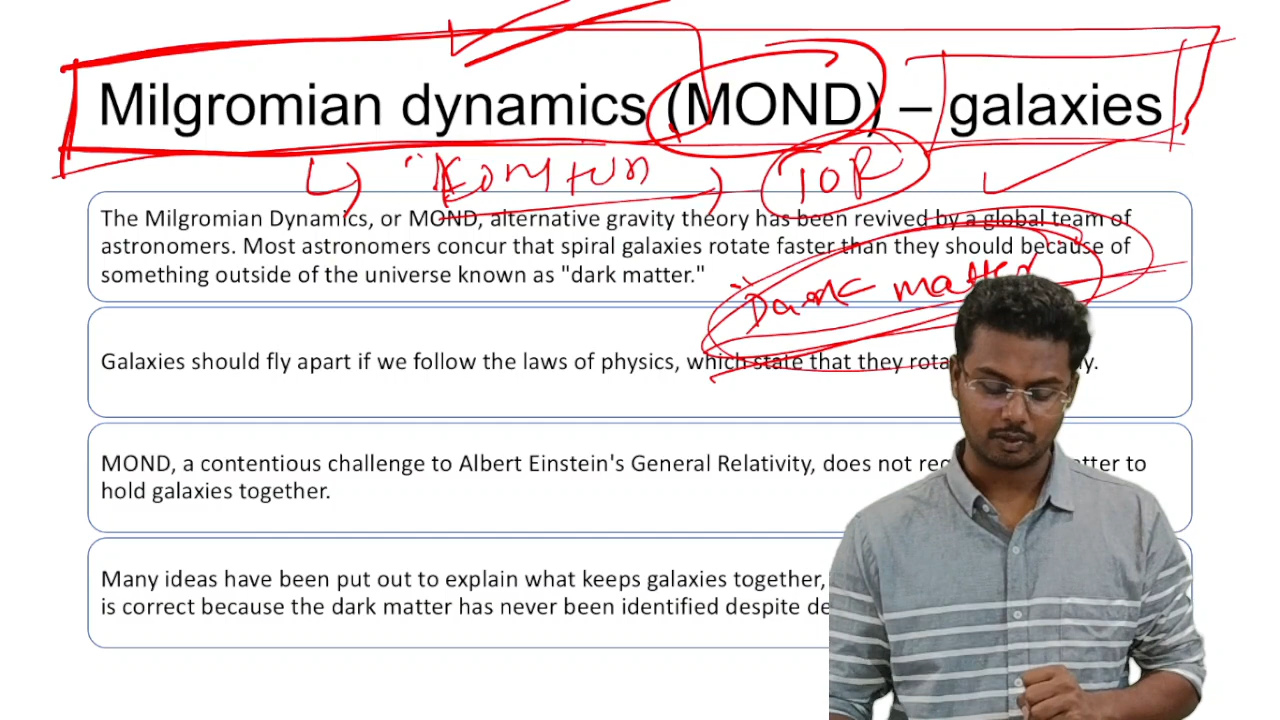 Milgromian dynamics (MOND) – galaxies
TOR
The Milgromian Dynamics, or MOND, alternative gravity theory has been revived by a global team of
astronomers. Most astronomers concur that spiral galaxies rotate faster than they should because of
something outside of the universe known as "dark matter."
Dark matter
Galaxies should fly apart if we follow the laws of physics, which state that they
MOND, a contentious challenge to Albert Einstein's General Relativity, does not to
hold galaxies together.
Many ideas have been put out to explain what keeps galaxies together,
is correct because the dark matter has never been identified despite